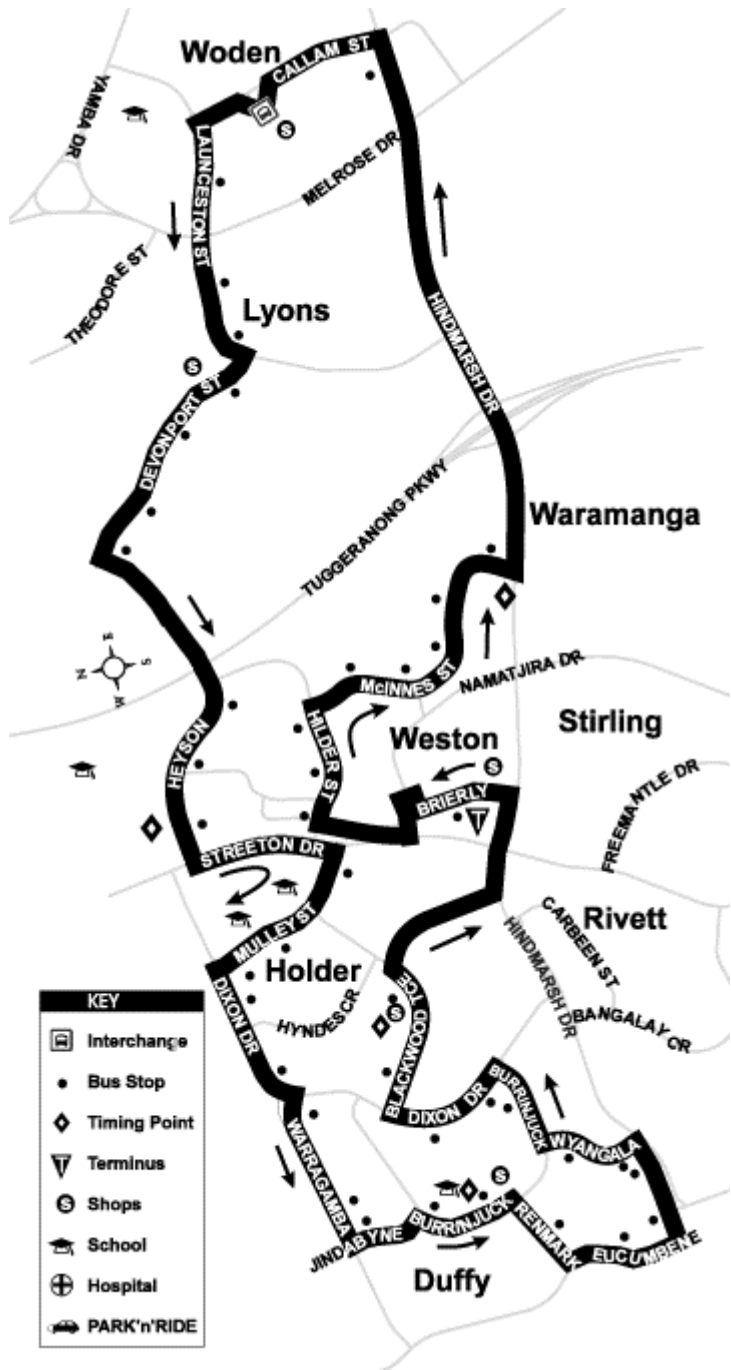 Woden
CALLAM ST
YAMBA DR
S
LAUNCESTON ST
MELROSE DR
THEODORE ST
Lyons
HINDMARSH DR
S
DEVONPORT ST
TUGGERANONG PKWY
Waramanga
E
S
N
W
McINNES ST
NAMATJIRA DR
HILDER ST
Weston
Stirling
HEYSON
S
BRIERLY
T
FREEMANTLE DR
STREETON DR
CARBEEN ST
Rivett
MULLEY ST
HINDMARSH DR
Holder
BLACKWOOD TCE
DIXON DR
HYNDES CR
S
BANGALAY CR
DIXON DR
BURRINJUCK
WYANGALA
WARRAGAMBA
S
JINDABYNE
BURRINJUCK
RENMARK
EUCUMBENE
Duffy
KEY
Interchange
Bus Stop
Timing Point
T Terminus
S Shops
School
Hospital
PARK'n'RIDE